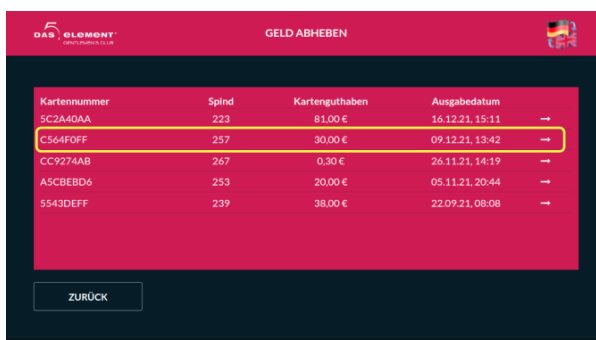 DAS 5. ELEMENT
GENTLEMEN'S CLUB
GELD ABHEBEN
Kartennummer Spind Kartenguthaben Ausgabedatum
5C2A40AA 223 81,00 € 16.12.21, 15:11 →
C564F0FF 257 30,00 € 09.12.21, 13:42 →
CC9274AB 267 0,30 € 26.11.21, 14:19 →
A5CBEBD6 253 20,00 € 05.11.21, 20:44 →
5543DEFF 239 38,00 € 22.09.21, 08:08 →
ZURÜCK